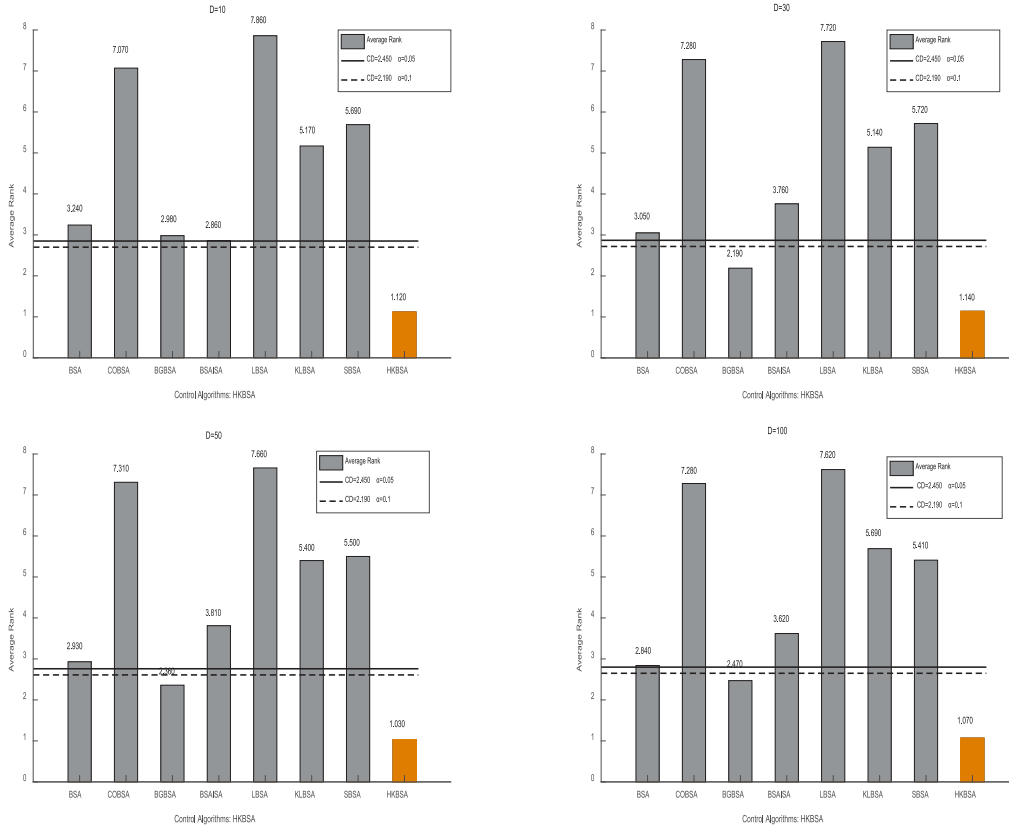 D=10
8
7
6
5
4
3
2
1
0
Average Rank
3.240
7.070
2.980
2.860
7.860
5.170
5.690
1.120
Average Rank
CD=2.450 α=0.05
CD=2.190 α=0.1
BSA COBSA BGBSA BSAISA LBSA KLBSA SBSA HKBSA
Control Algorithms: HKBSA
D=30
8
7
6
5
4
3
2
1
0
Average Rank
3.050
7.280
2.190
3.760
7.720
5.140
5.720
1.140
Average Rank
CD=2.450 α=0.05
CD=2.190 α=0.1
BSA COBSA BGBSA BSAISA LBSA KLBSA SBSA HKBSA
Control Algorithms: HKBSA
D=50
8
7
6
5
4
3
2
1
0
Average Rank
2.930
7.310
2.360
3.810
7.660
5.400
5.500
1.030
Average Rank
CD=2.450 α=0.05
CD=2.190 α=0.1
BSA COBSA BGBSA BSAISA LBSA KLBSA SBSA HKBSA
Control Algorithms: HKBSA
D=100
8
7
6
5
4
3
2
1
0
Average Rank
2.840
7.280
2.470
3.620
7.620
5.690
5.410
1.070
Average Rank
CD=2.450 α=0.05
CD=2.190 α=0.1
BSA COBSA BGBSA BSAISA LBSA KLBSA SBSA HKBSA
Control Algorithms: HKBSA